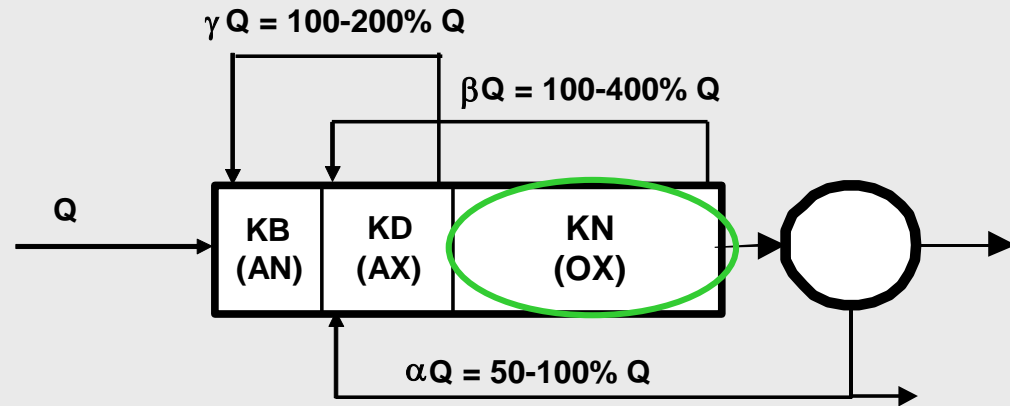 γ Q = 100-200% Q
βQ = 100-400% Q
Q
KB
(AN)
KD
(AX)
KN
(OX)
αQ = 50-100% Q